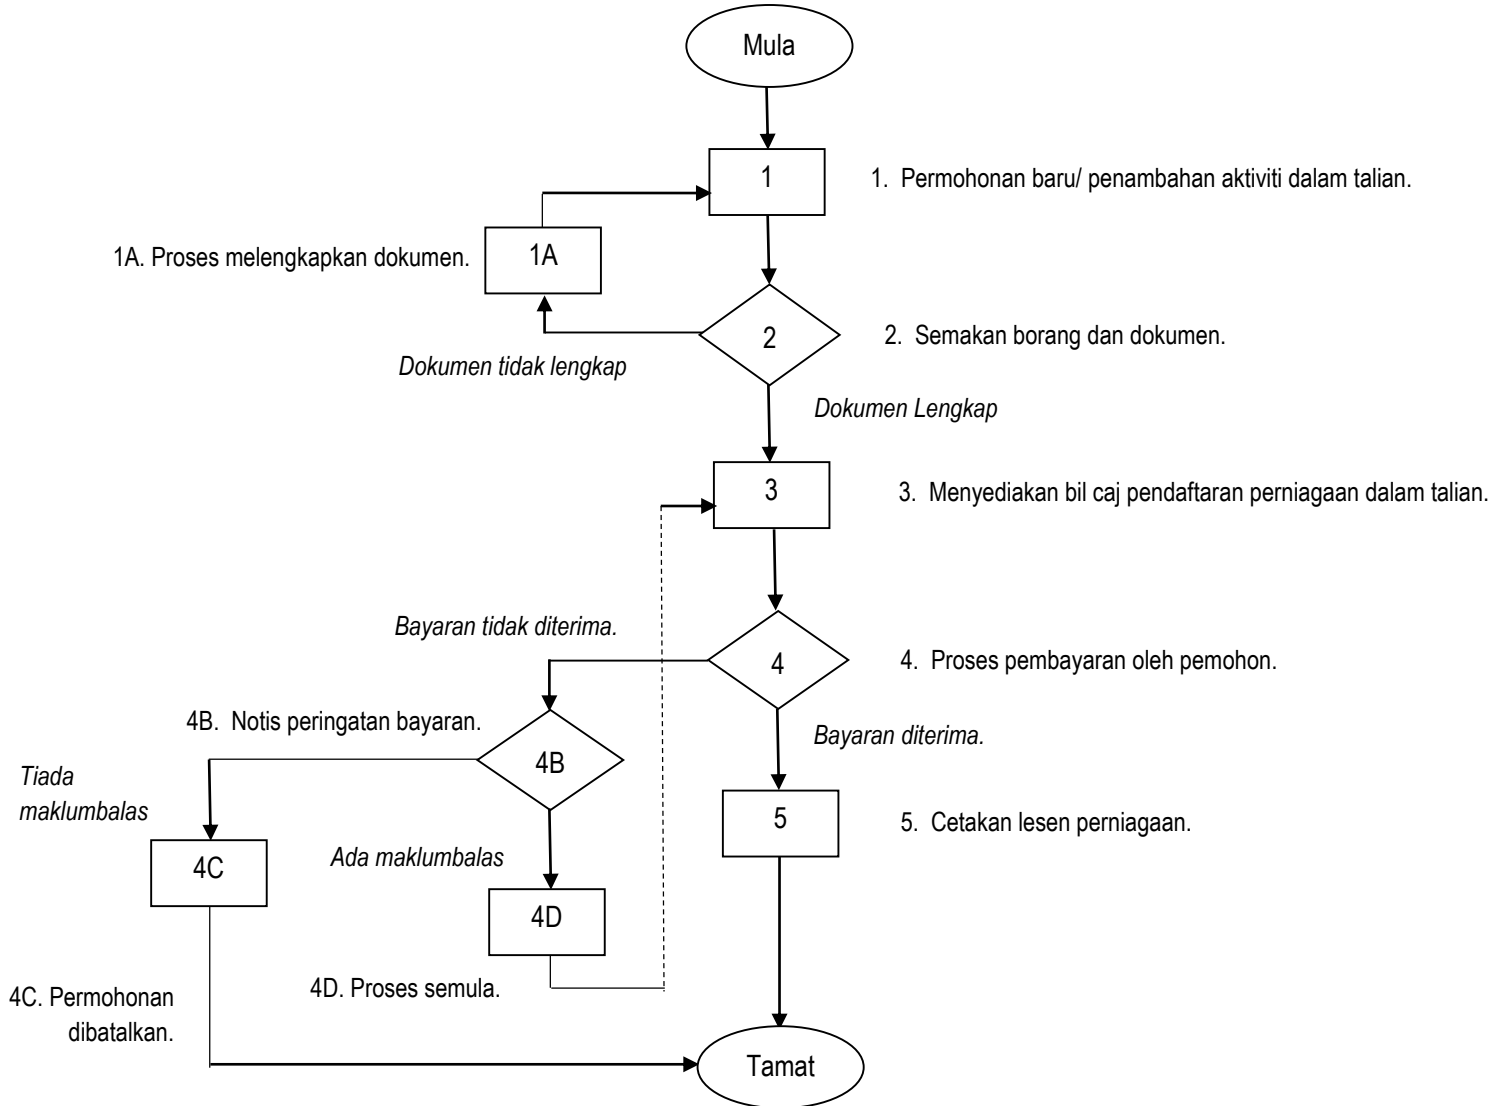 Mula
1
1. Permohonan baru/ penambahan aktiviti dalam talian.
1A. Proses melengkapkan dokumen.
1A
2
2. Semakan borang dan dokumen.
Dokumen tidak lengkap
Dokumen Lengkap
3
3. Menyediakan bil caj pendaftaran perniagaan dalam talian.
Bayaran tidak diterima.
4
4. Proses pembayaran oleh pemohon.
4B. Notis peringatan bayaran.
Bayaran diterima.
4B
Tiada
maklumbalas
5
5. Cetakan lesen perniagaan.
4C
Ada maklumbalas
4D
4D. Proses semula.
4C. Permohonan
dibatalkan.
Tamat